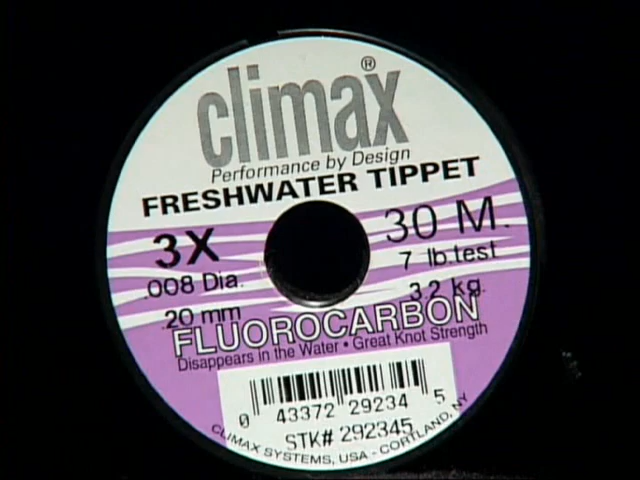 climax®
Performance by Design
FRESHWATER TIPPET
3X
30 M.
.008 Dia.
7 lb.test
.20 mm
3.2 kg.
FLUOROCARBON
Disappears in the Water • Great Knot Strength
0 43372 29234 5
STK# 292345
CLIMAX SYSTEMS, USA - CORTLAND, NY